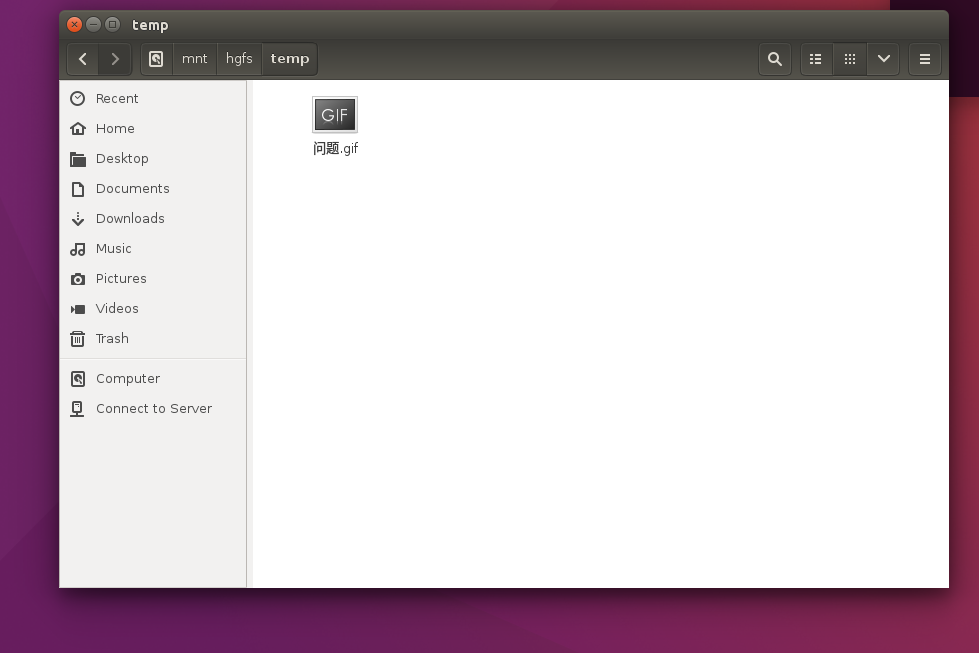 temp
mnt hgfs temp
Recent
Home
Desktop
Documents
Downloads
Music
Pictures
Videos
Trash
Computer
Connect to Server
GIF
问题.gif